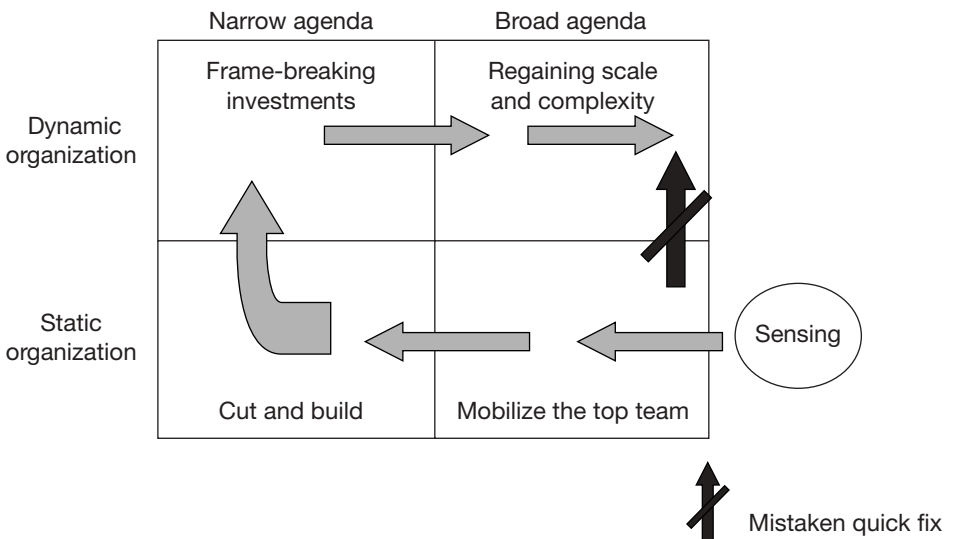 Narrow agenda
Broad agenda
Frame-breaking
investments
Regaining scale
and complexity
Dynamic
organization
Static
organization
Sensing
Cut and build
Mobilize the top team
Mistaken quick fix